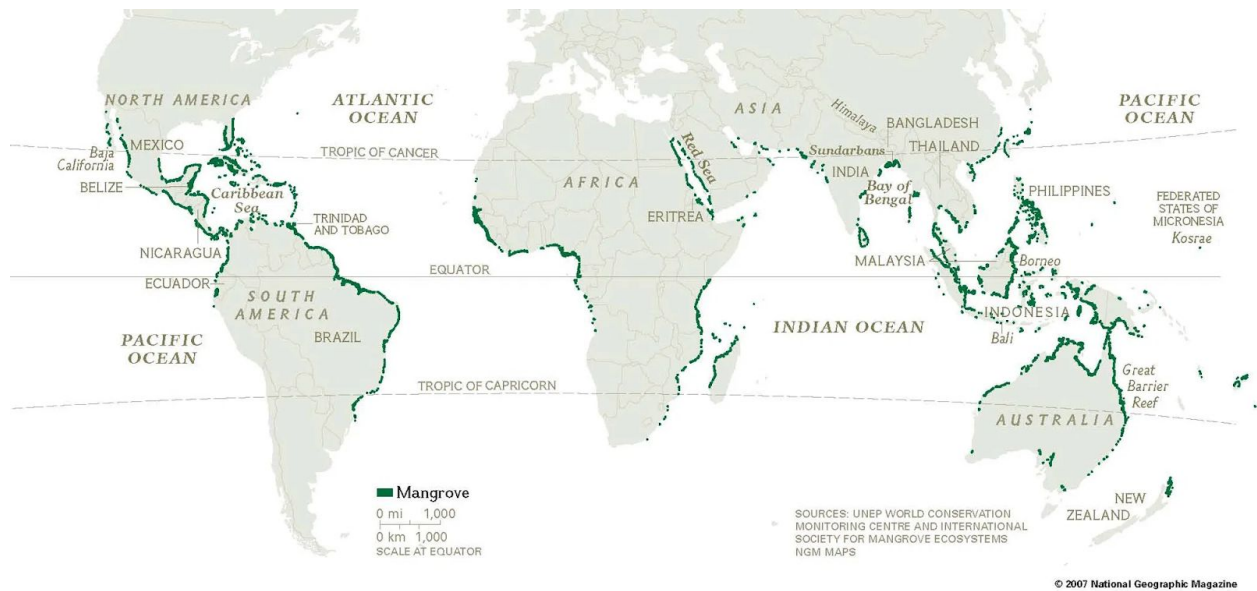 NORTH AMERICA
ATLANTIC
OCEAN
ASIA
Himalaya
PACIFIC
OCEAN
BANGLADESH
Baja
California
MEXICO
TROPIC OF CANCER
Red Sea
Sundarbans
THAILAND
BELIZE
Caribbean
Sea
AFRICA
INDIA
Bay of
Bengal
PHILIPPINES
FEDERATED
STATES OF
MICRONESIA
Kosrae
TRINIDAD
AND TOBAGO
ERITREA
NICARAGUA
MALAYSIA
Borneo
EQUATOR
ECUADOR
SOUTH
AMERICA
BRAZIL
PACIFIC
OCEAN
INDIAN OCEAN
INDONESIA
Bali
TROPIC OF CAPRICORN
Great
Barrier
Reef
AUSTRALIA
Mangrove
0 mi 1,000
0 km 1,000
SCALE AT EQUATOR
NEW
ZEALAND
SOURCES: UNEP WORLD CONSERVATION
MONITORING CENTRE AND INTERNATIONAL
SOCIETY FOR MANGROVE ECOSYSTEMS
NGM MAPS
© 2007 National Geographic Magazine